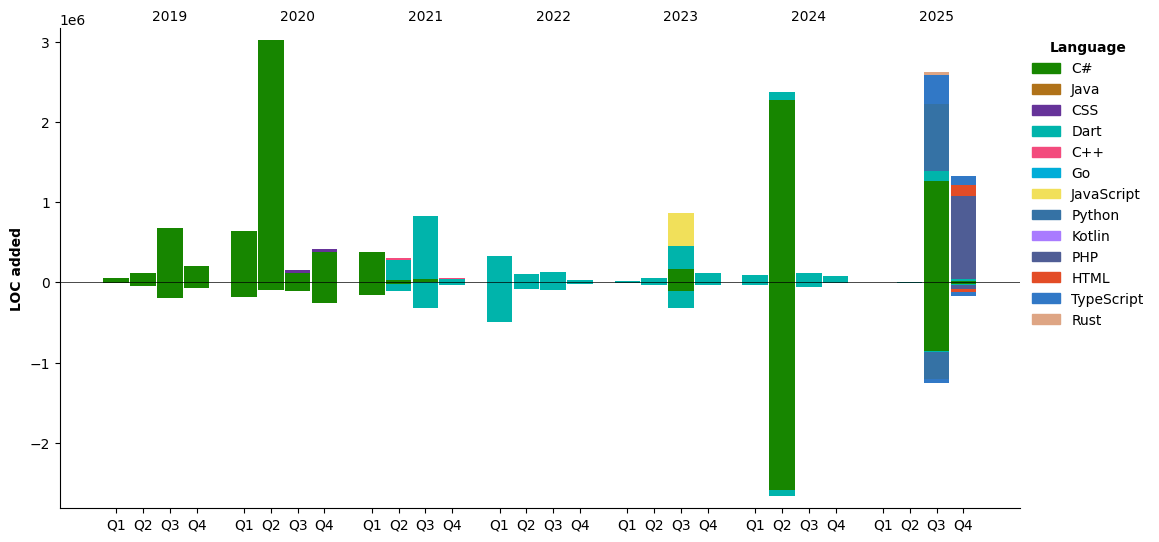 2019 2020 2021 2022 2023 2024 2025
1e6
3
2
1
0
−1
−2
LOC added
Q1 Q2 Q3 Q4 Q1 Q2 Q3 Q4 Q1 Q2 Q3 Q4 Q1 Q2 Q3 Q4 Q1 Q2 Q3 Q4 Q1 Q2 Q3 Q4 Q1 Q2 Q3 Q4
Language
C#
Java
CSS
Dart
C++
Go
JavaScript
Python
Kotlin
PHP
HTML
TypeScript
Rust